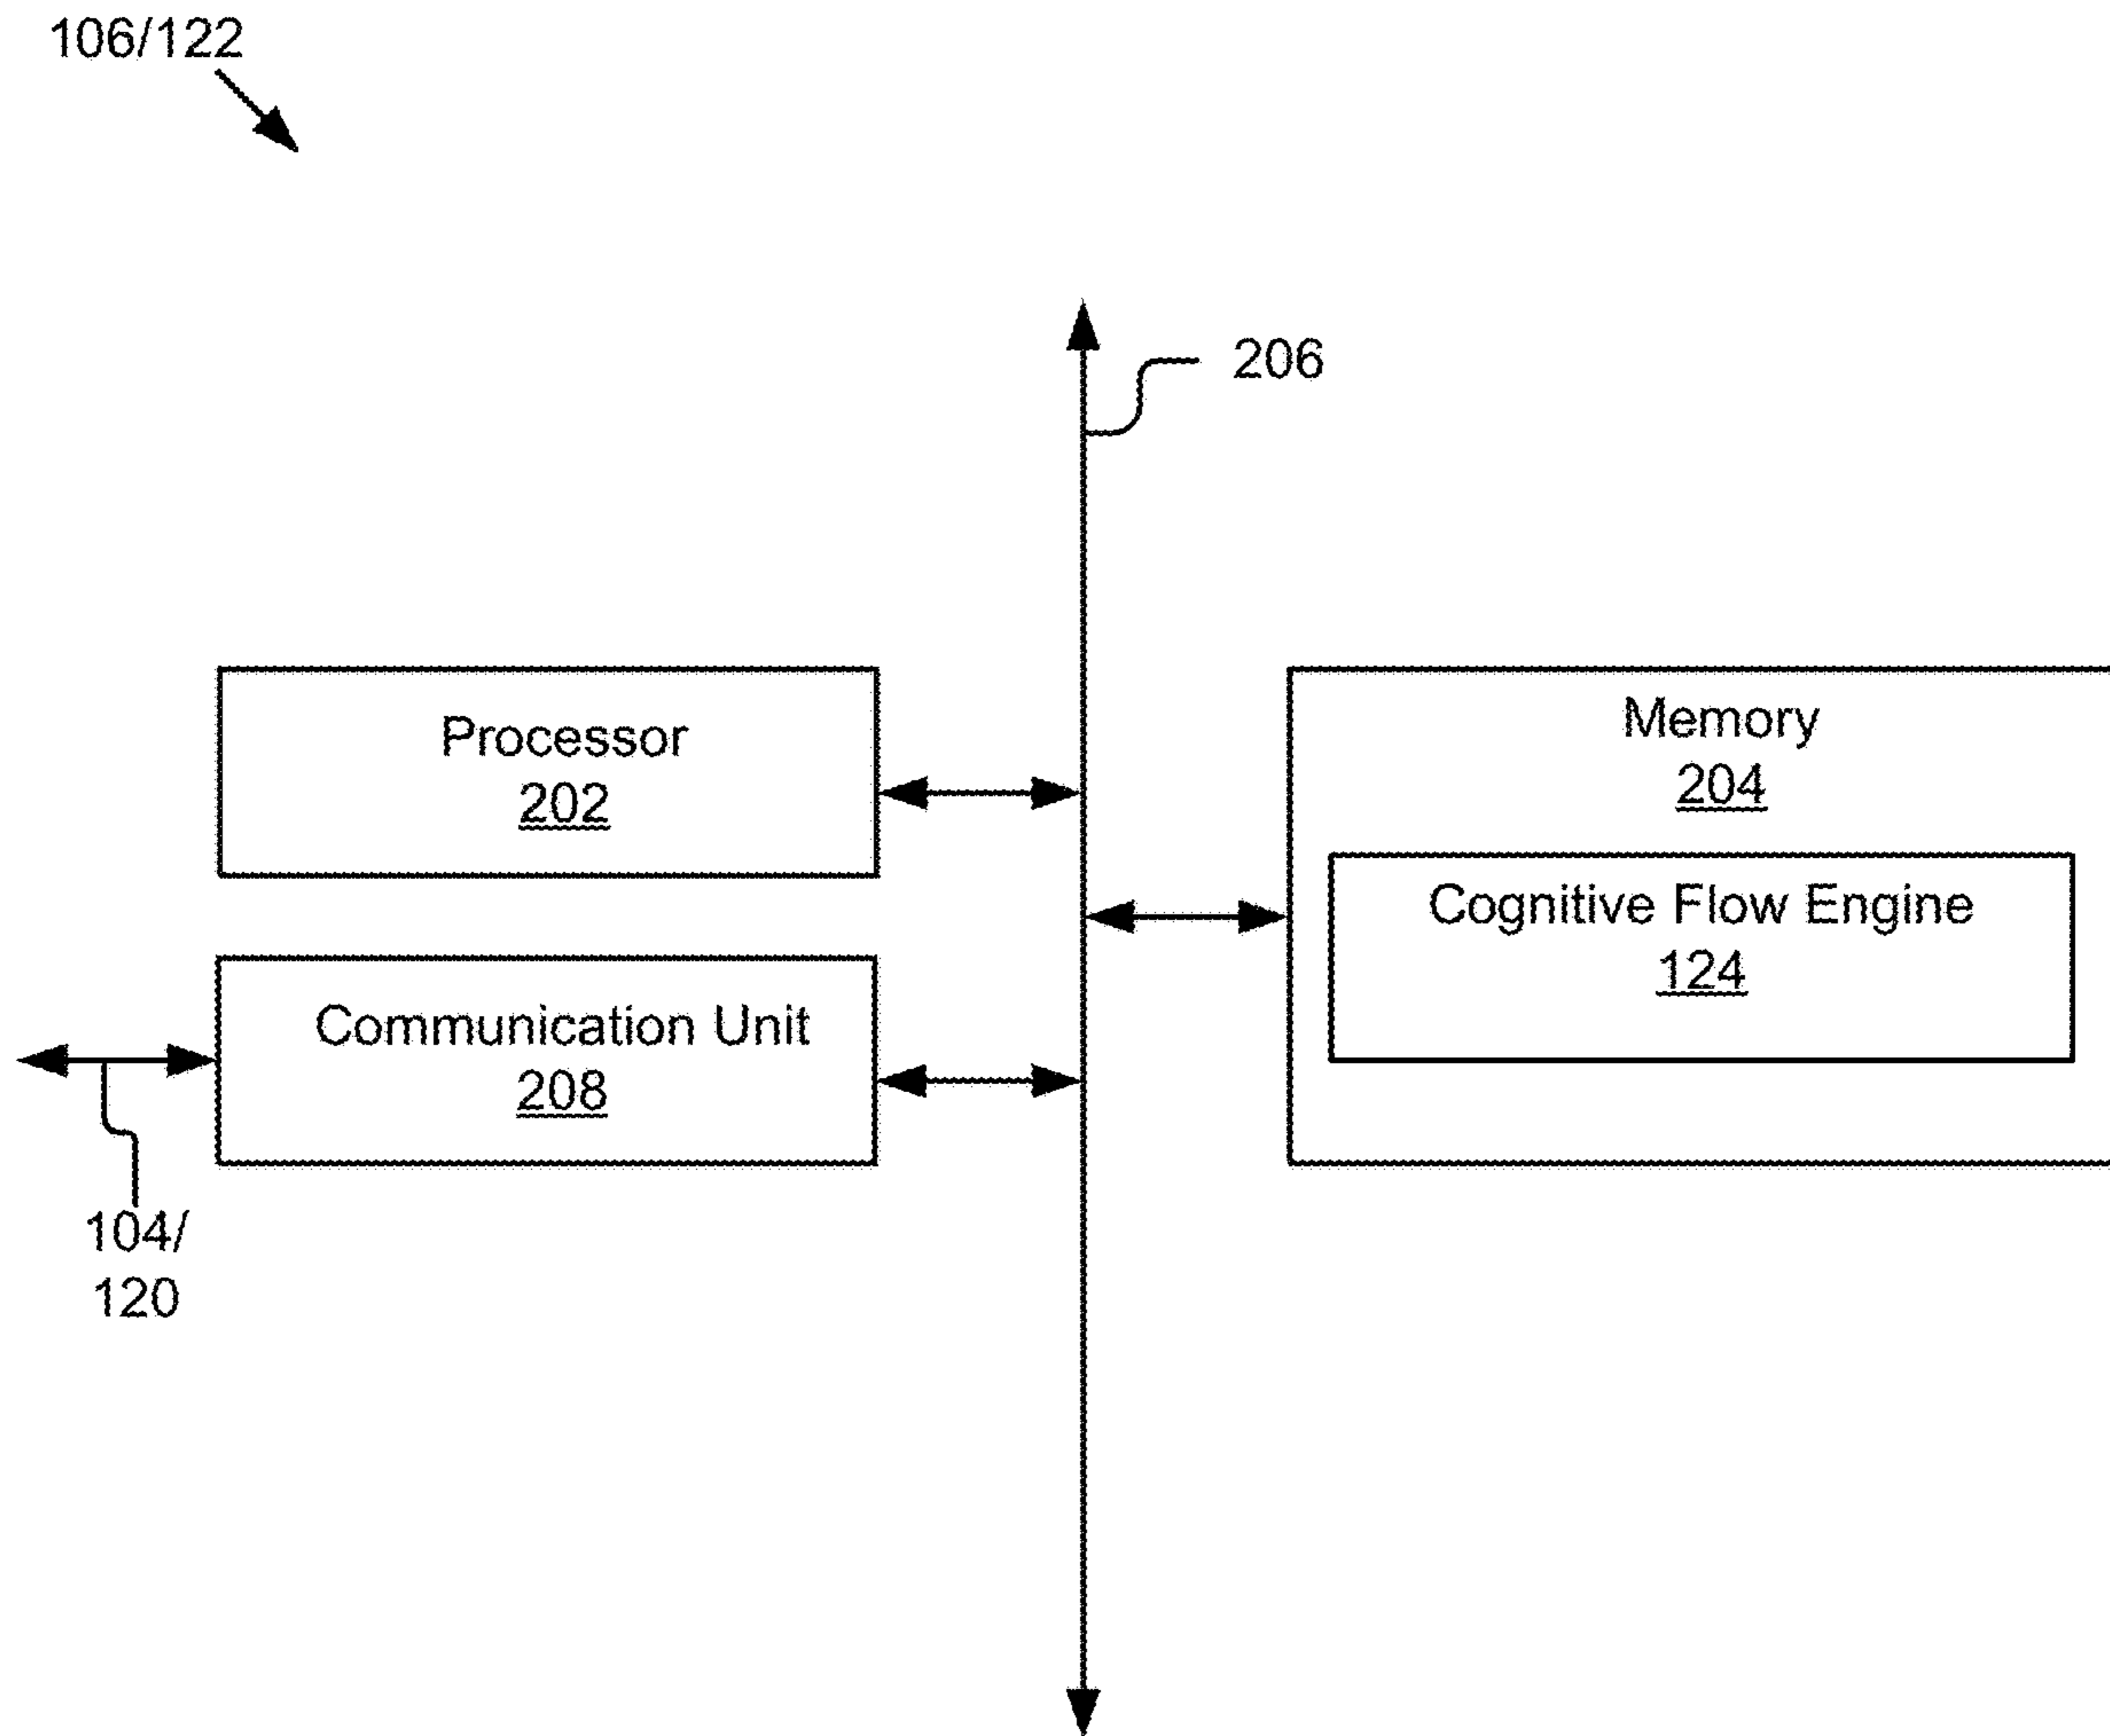 106/122
206
Processor
202
Memory
204
Cognitive Flow Engine
124
Communication Unit
208
104/
120